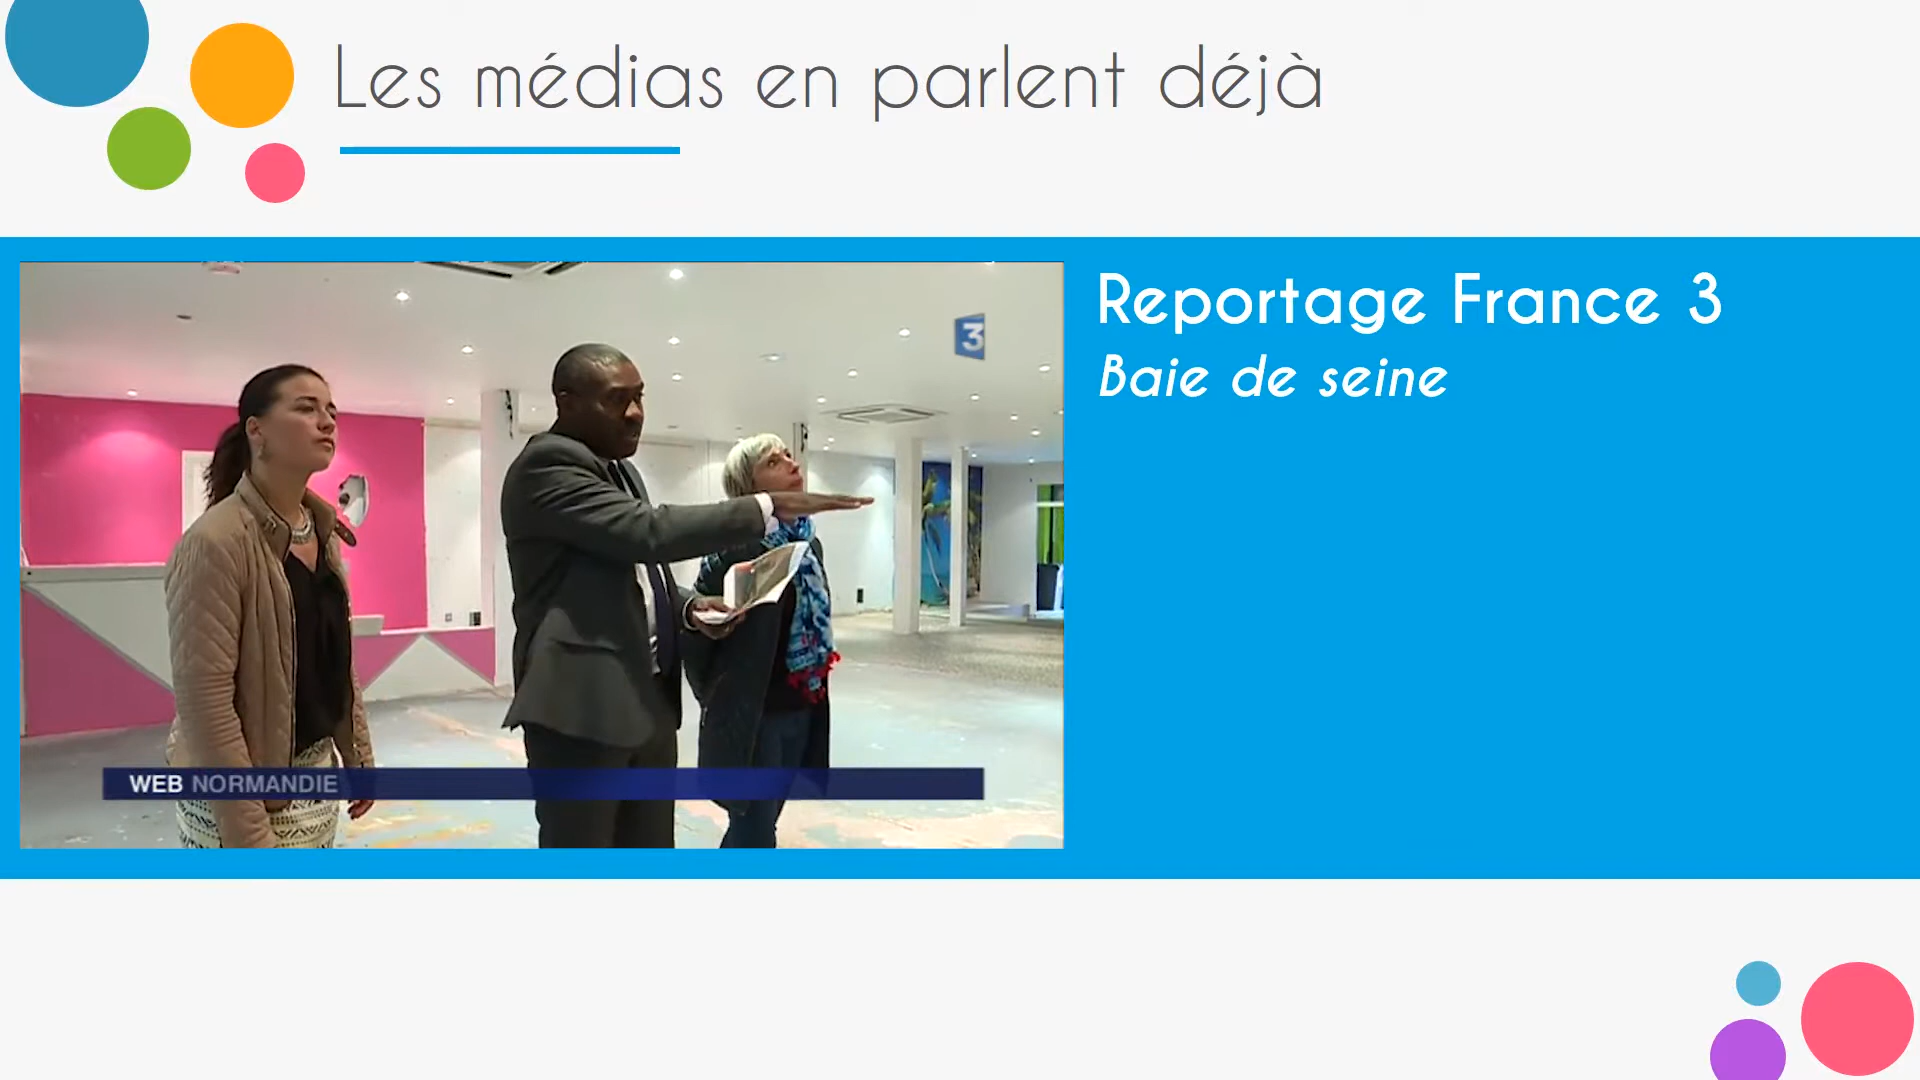 Les médias en parlent déjà
Reportage France 3
Baie de seine
3
WEB NORMANDIE